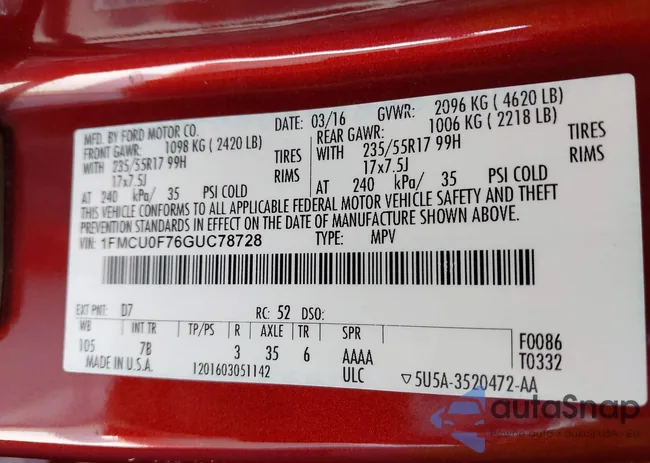 MFD. BY FORD MOTOR CO.
DATE: 03/16 GVWR: 2096 KG ( 4620 LB)
FRONT GAWR: 1098 KG ( 2420 LB)
REAR GAWR: 1006 KG ( 2218 LB)
WITH 235/55R17 99H TIRES
WITH 235/55R17 99H TIRES
17x7.5J RIMS
17x7.5J RIMS
AT 240 kPa/ 35 PSI COLD
AT 240 kPa/ 35 PSI COLD
THIS VEHICLE CONFORMS TO ALL APPLICABLE FEDERAL MOTOR VEHICLE SAFETY AND THEFT
PREVENTION STANDARDS IN EFFECT ON THE DATE OF MANUFACTURE SHOWN ABOVE.
VIN: 1FMCU0F76GUC78728 TYPE: MPV
EXT PNT: D7 RC: 52 DSO:
WB INT TR TP/PS R AXLE TR SPR F0086
105 7B 3 35 6 AAAA T0332
MADE IN U.S.A. 1201603051142 ULC ▽5U5A-3520472-AA
autoSnap